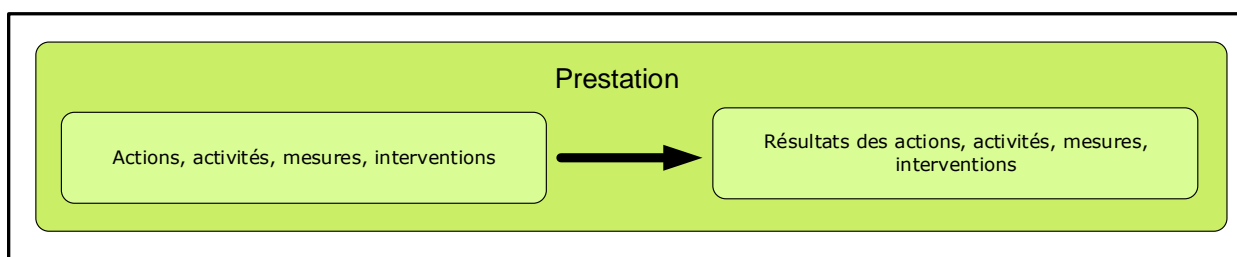 Prestation
Actions, activités, mesures, interventions
Résultats des actions, activités, mesures,
interventions